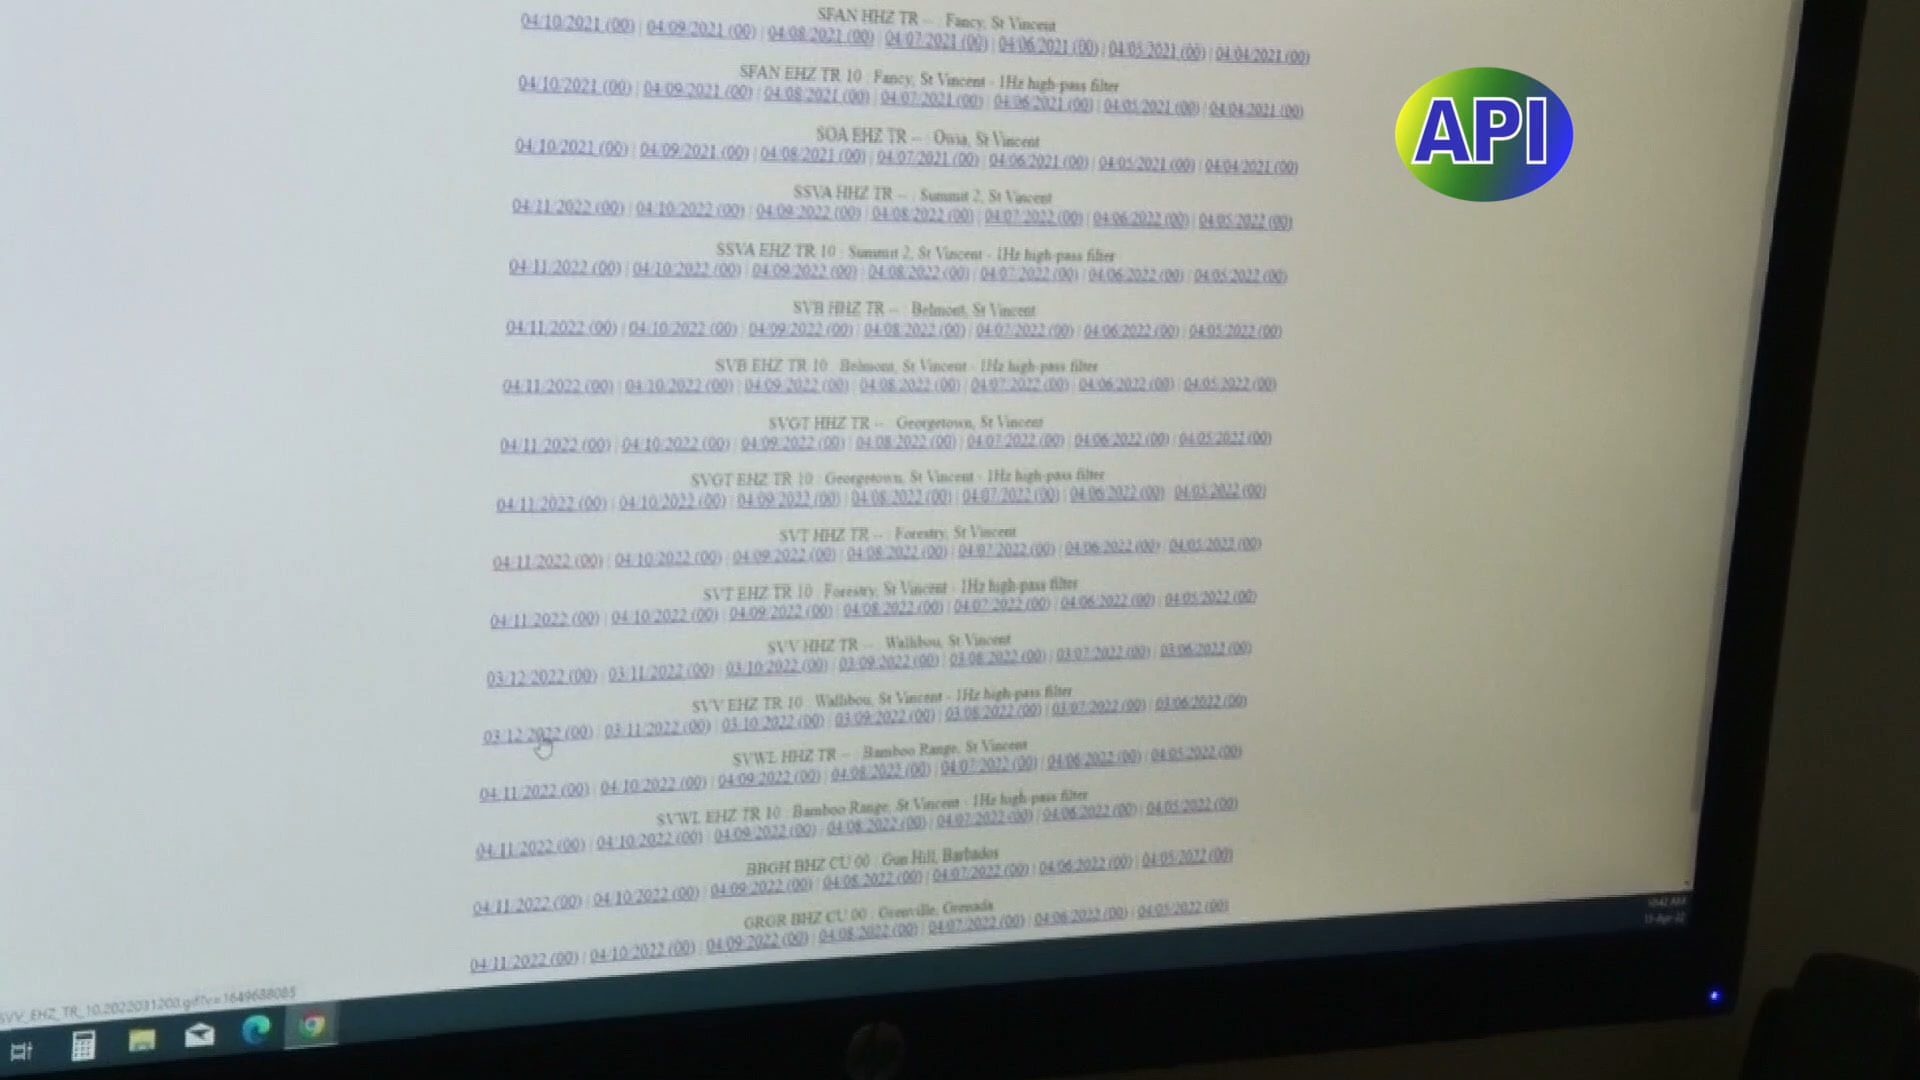 SFAN HHZ TR -- : Fancy, St Vincent
04/10/2021 (00) | 04/09/2021 (00) | 04/08/2021 (00) | 04/07/2021 (00) | 04/06/2021 (00) | 04/05/2021 (00) | 04/04/2021 (00)
SFAN EHZ TR 10 : Fancy, St Vincent - 1Hz high-pass filter
04/10/2021 (00) | 04/09/2021 (00) | 04/08/2021 (00) | 04/07/2021 (00) | 04/06/2021 (00) | 04/05/2021 (00) | 04/04/2021 (00)
API
SOA EHZ TR -- : Owia, St Vincent
04/10/2021 (00) | 04/09/2021 (00) | 04/08/2021 (00) | 04/07/2021 (00) | 04/06/2021 (00) | 04/05/2021 (00) | 04/04/2021 (00)
SSVA HHZ TR -- : Summit 2, St Vincent
04/11/2022 (00) | 04/10/2022 (00) | 04/09/2022 (00) | 04/08/2022 (00) | 04/07/2022 (00) | 04/06/2022 (00) | 04/05/2022 (00)
SSVA EHZ TR 10 : Summit 2, St Vincent - 1Hz high-pass filter
04/11/2022 (00) | 04/10/2022 (00) | 04/09/2022 (00) | 04/08/2022 (00) | 04/07/2022 (00) | 04/06/2022 (00) | 04/05/2022 (00)
SVB HHZ TR -- : Belmont, St Vincent
04/11/2022 (00) | 04/10/2022 (00) | 04/09/2022 (00) | 04/08/2022 (00) | 04/07/2022 (00) | 04/06/2022 (00) | 04/05/2022 (00)
SVB EHZ TR 10 : Belmont, St Vincent - 1Hz high-pass filter
04/11/2022 (00) | 04/10/2022 (00) | 04/09/2022 (00) | 04/08/2022 (00) | 04/07/2022 (00) | 04/06/2022 (00) | 04/05/2022 (00)
SVGT HHZ TR -- : Georgetown, St Vincent
04/11/2022 (00) | 04/10/2022 (00) | 04/09/2022 (00) | 04/08/2022 (00) | 04/07/2022 (00) | 04/06/2022 (00) | 04/05/2022 (00)
SVGT EHZ TR 10 : Georgetown, St Vincent - 1Hz high-pass filter
04/11/2022 (00) | 04/10/2022 (00) | 04/09/2022 (00) | 04/08/2022 (00) | 04/07/2022 (00) | 04/06/2022 (00) | 04/05/2022 (00)
SVT HHZ TR -- : Forestry, St Vincent
04/11/2022 (00) | 04/10/2022 (00) | 04/09/2022 (00) | 04/08/2022 (00) | 04/07/2022 (00) | 04/06/2022 (00) | 04/05/2022 (00)
SVT EHZ TR 10 : Forestry, St Vincent - 1Hz high-pass filter
04/11/2022 (00) | 04/10/2022 (00) | 04/09/2022 (00) | 04/08/2022 (00) | 04/07/2022 (00) | 04/06/2022 (00) | 04/05/2022 (00)
SVV HHZ TR -- : Wallibou, St Vincent
03/12/2022 (00) | 03/11/2022 (00) | 03/10/2022 (00) | 03/09/2022 (00) | 03/08/2022 (00) | 03/07/2022 (00) | 03/06/2022 (00)
SVV EHZ TR 10 : Wallibou, St Vincent - 1Hz high-pass filter
03/12/2022 (00) | 03/11/2022 (00) | 03/10/2022 (00) | 03/09/2022 (00) | 03/08/2022 (00) | 03/07/2022 (00) | 03/06/2022 (00)
SVWL HHZ TR -- : Bamboo Range, St Vincent
04/11/2022 (00) | 04/10/2022 (00) | 04/09/2022 (00) | 04/08/2022 (00) | 04/07/2022 (00) | 04/06/2022 (00) | 04/05/2022 (00)
SVWL EHZ TR 10 : Bamboo Range, St Vincent - 1Hz high-pass filter
04/11/2022 (00) | 04/10/2022 (00) | 04/09/2022 (00) | 04/08/2022 (00) | 04/07/2022 (00) | 04/06/2022 (00) | 04/05/2022 (00)
BBGH BHZ CU 00 : Gun Hill, Barbados
04/11/2022 (00) | 04/10/2022 (00) | 04/09/2022 (00) | 04/08/2022 (00) | 04/07/2022 (00) | 04/06/2022 (00) | 04/05/2022 (00)
GRGR BHZ CU 00 : Grenville, Grenada
04/11/2022 (00) | 04/10/2022 (00) | 04/09/2022 (00) | 04/08/2022 (00) | 04/07/2022 (00) | 04/06/2022 (00) | 04/05/2022 (00)
SVV_EHZ_TR_10.2022031200.gif?v=1649688085